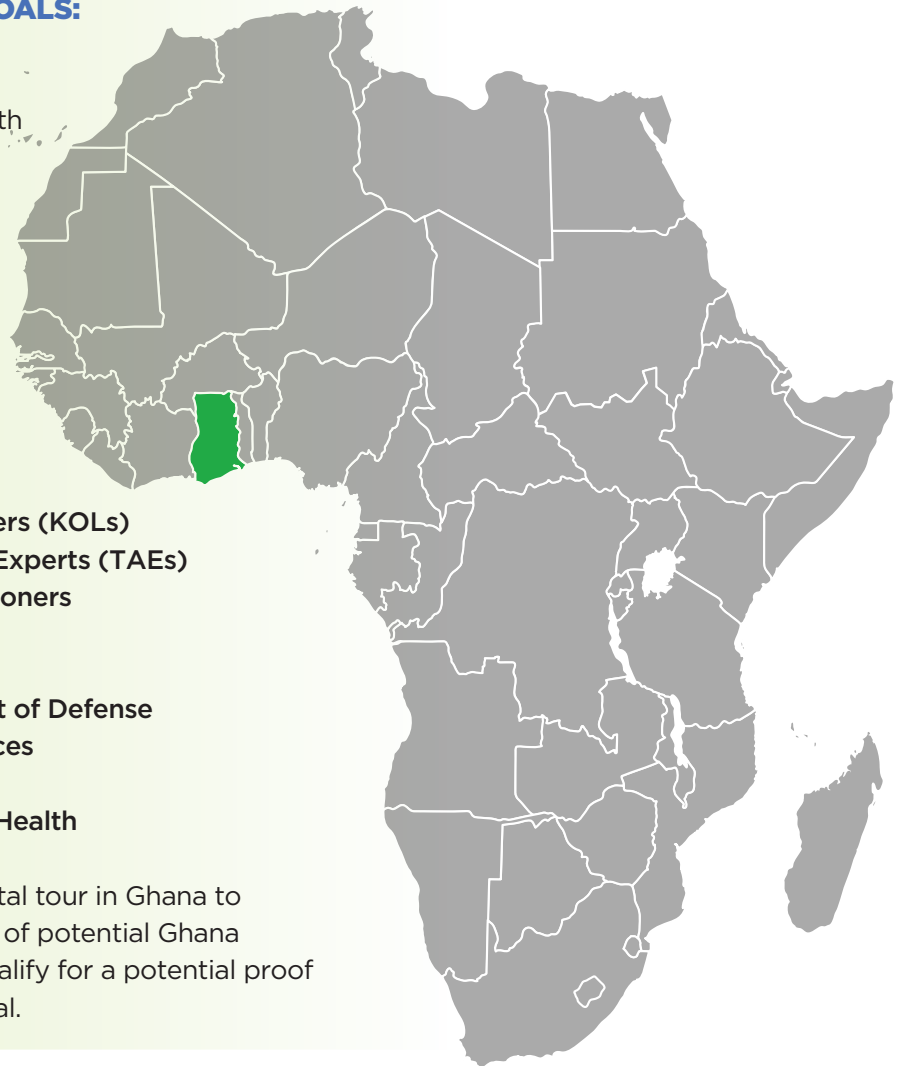 OALS:
th
ers (KOLs)
Experts (TAEs)
oners
t of Defense
ces
Health
tal tour in Ghana to
of potential Ghana
alify for a potential proof
al.